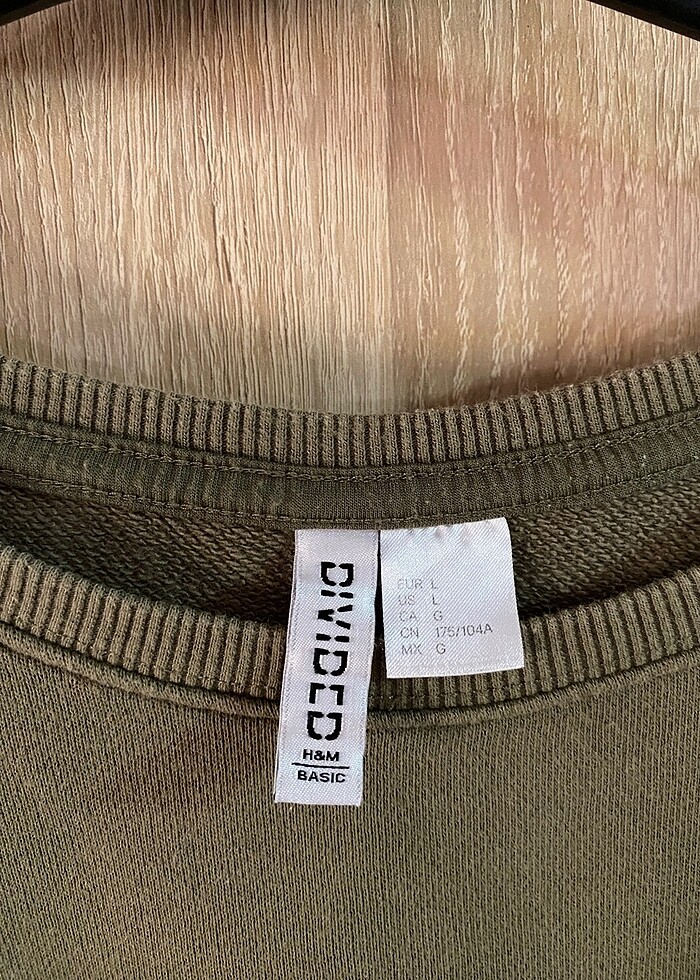 DIVIDED
H&M
BASIC
EUR L
US L
CA G
CN 175/104A
MX G